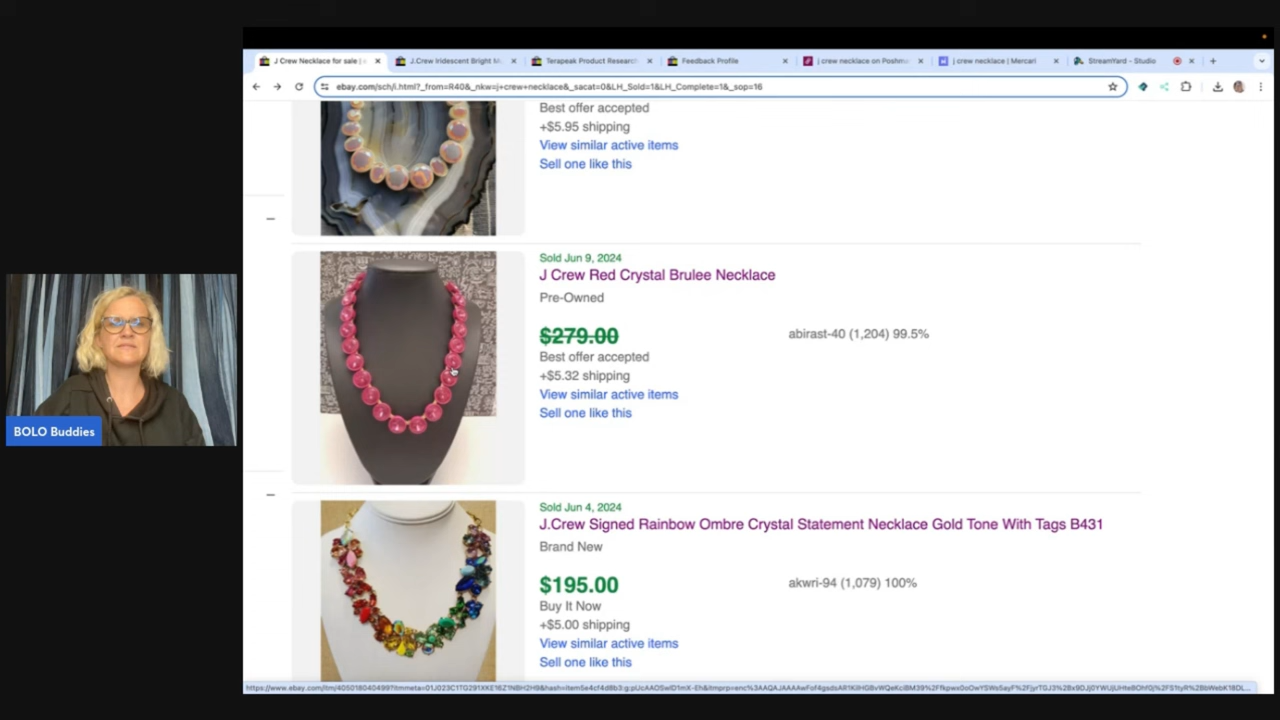 J Crew Necklace for sale | e
J.Crew Iridescent Bright M
Terapeak Product Research
Feedback Profile
j crew necklace on Poshm
j crew necklace | Mercari
StreamYard - Studio
ebay.com/sch/i.html?_from=R40&_nkw=j+crew+necklace&_sacat=0&LH_Sold=1&LH_Complete=1&_sop=16
Best offer accepted
+$5.95 shipping
View similar active items
Sell one like this
Sold Jun 9, 2024
J Crew Red Crystal Brulee Necklace
Pre-Owned
$279.00
abirast-40 (1,204) 99.5%
Best offer accepted
+$5.32 shipping
View similar active items
Sell one like this
BOLO Buddies
Sold Jun 4, 2024
J.Crew Signed Rainbow Ombre Crystal Statement Necklace Gold Tone With Tags B431
Brand New
$195.00
akwri-94 (1,079) 100%
Buy It Now
+$5.00 shipping
View similar active items
Sell one like this